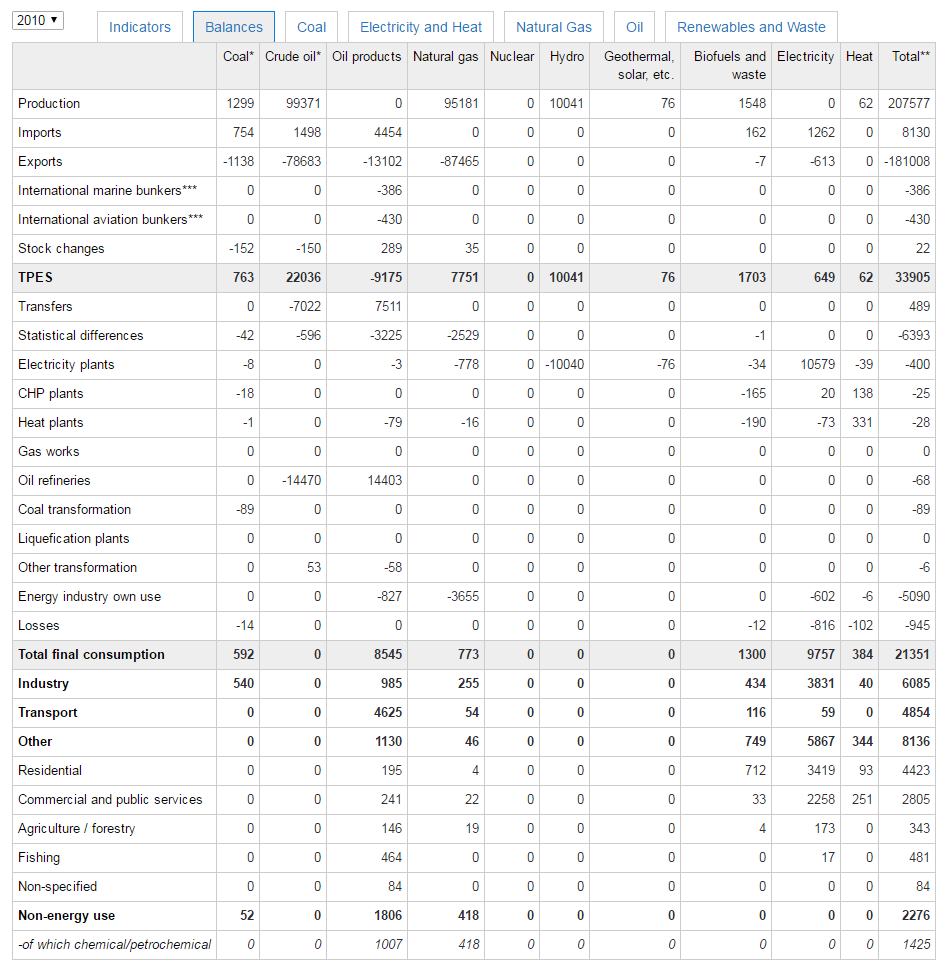 2010 Indicators Balances Coal Electricity and Heat Natural Gas Oil Renewables and Waste
Coal* Crude oil* Oil products Natural gas Nuclear Hydro Geothermal, solar, etc. Biofuels and waste Electricity Heat Total**
Production 1299 99371 0 95181 0 10041 76 1548 0 62 207577
Imports 754 1498 4454 0 0 0 0 162 1262 0 8130
Exports -1138 -78683 -13102 -87465 0 0 0 -7 -613 0 -181008
International marine bunkers*** 0 0 -386 0 0 0 0 0 0 0 -386
International aviation bunkers*** 0 0 -430 0 0 0 0 0 0 0 -430
Stock changes -152 -150 289 35 0 0 0 0 0 0 22
TPES 763 22036 -9175 7751 0 10041 76 1703 649 62 33905
Transfers 0 -7022 7511 0 0 0 0 0 0 0 489
Statistical differences -42 -596 -3225 -2529 0 0 0 -1 0 0 -6393
Electricity plants -8 0 -3 -778 0 -10040 -76 -34 10579 -39 -400
CHP plants -18 0 0 0 0 0 0 -165 20 138 -25
Heat plants -1 0 -79 -16 0 0 0 -190 -73 331 -28
Gas works 0 0 0 0 0 0 0 0 0 0 0
Oil refineries 0 -14470 14403 0 0 0 0 0 0 0 -68
Coal transformation -89 0 0 0 0 0 0 0 0 0 -89
Liquefication plants 0 0 0 0 0 0 0 0 0 0 0
Other transformation 0 53 -58 0 0 0 0 0 0 0 -6
Energy industry own use 0 0 -827 -3655 0 0 0 0 -602 -6 -5090
Losses -14 0 0 0 0 0 0 -12 -816 -102 -945
Total final consumption 592 0 8545 773 0 0 0 1300 9757 384 21351
Industry 540 0 985 255 0 0 0 434 3831 40 6085
Transport 0 0 4625 54 0 0 0 116 59 0 4854
Other 0 0 1130 46 0 0 0 749 5867 344 8136
Residential 0 0 195 4 0 0 0 712 3419 93 4423
Commercial and public services 0 0 241 22 0 0 0 33 2258 251 2805
Agriculture / forestry 0 0 146 19 0 0 0 4 173 0 343
Fishing 0 0 464 0 0 0 0 0 17 0 481
Non-specified 0 0 84 0 0 0 0 0 0 0 84
Non-energy use 52 0 1806 418 0 0 0 0 0 0 2276
-of which chemical/petrochemical 0 0 1007 418 0 0 0 0 0 0 1425